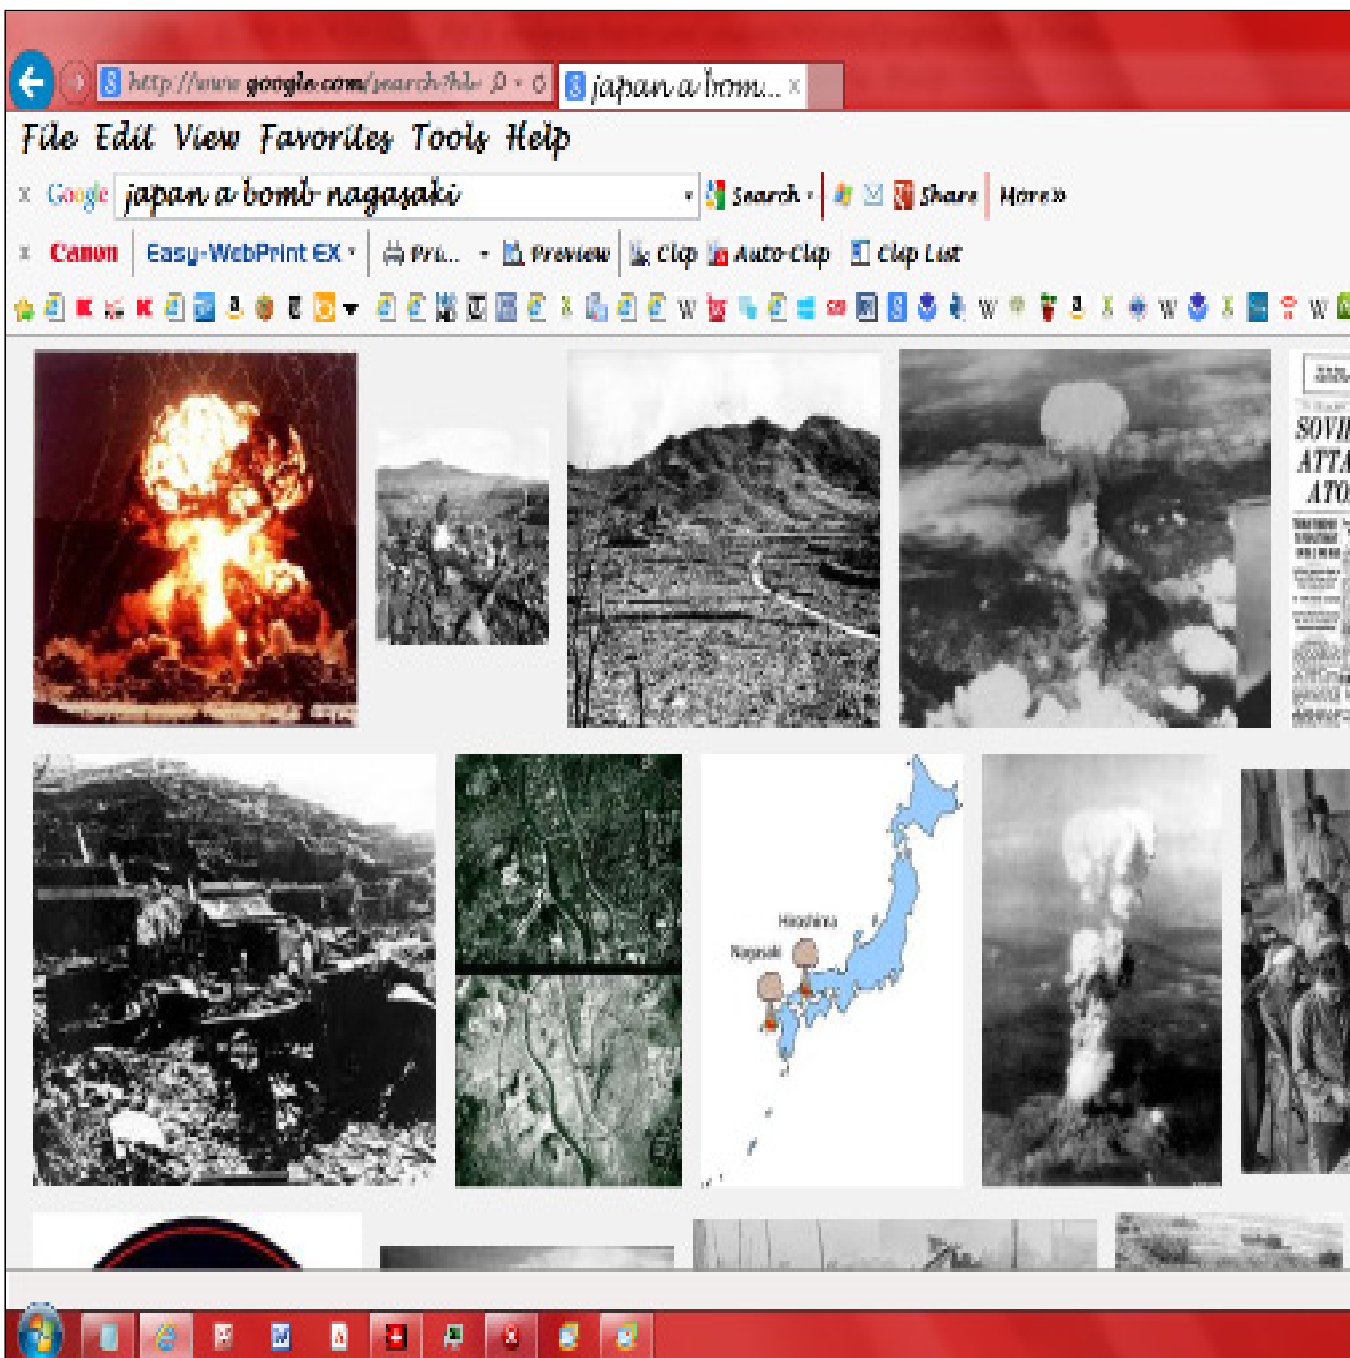 http://www.google.com/search?hl=
japan a bom...
File Edit View Favorites Tools Help
x Google japan a bomb nagasaki Search Share More»
x Canon Easy-WebPrint EX Pri... Preview Clip Auto Clip Clip List
SOVI
ATTA
ATO
Hiroshima
Nagasaki